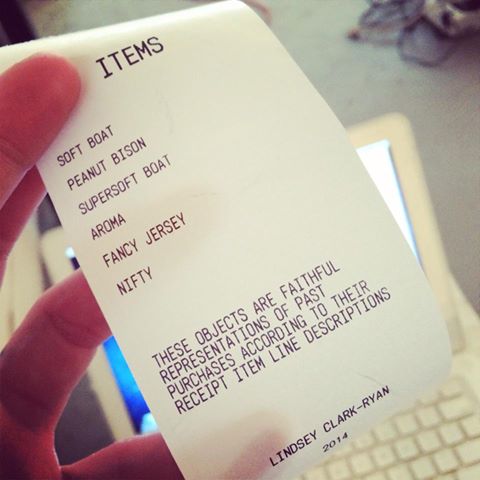 ITEMS
SOFT BOAT
PEANUT BISON
SUPERSOFT BOAT
AROMA
FANCY JERSEY
NIFTY
THESE OBJECTS ARE FAITHFUL
REPRESENTATIONS OF PAST
PURCHASES ACCORDING TO THEIR
RECEIPT ITEM LINE DESCRIPTIONS
LINDSEY CLARK-RYAN
2014